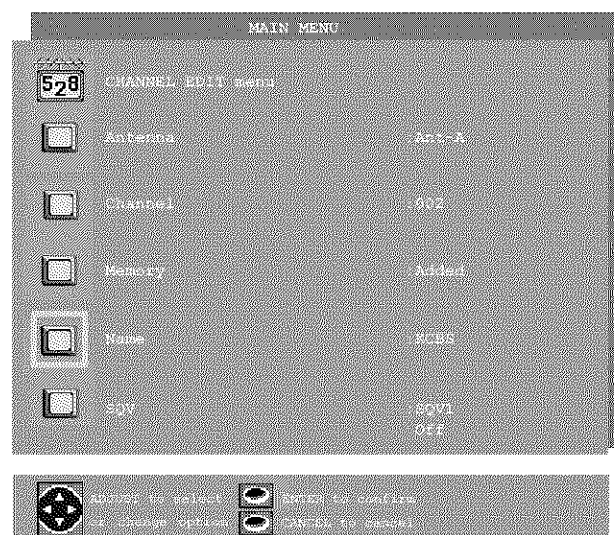 MAIN MENU
528
CHANNEL EDIT menu
Antenna Ant-A
Channel 002
Memory Added
Name KCBS
SQV SQV1
Off
ADJUST to select ENTER to confirm
or change option CANCEL to cancel